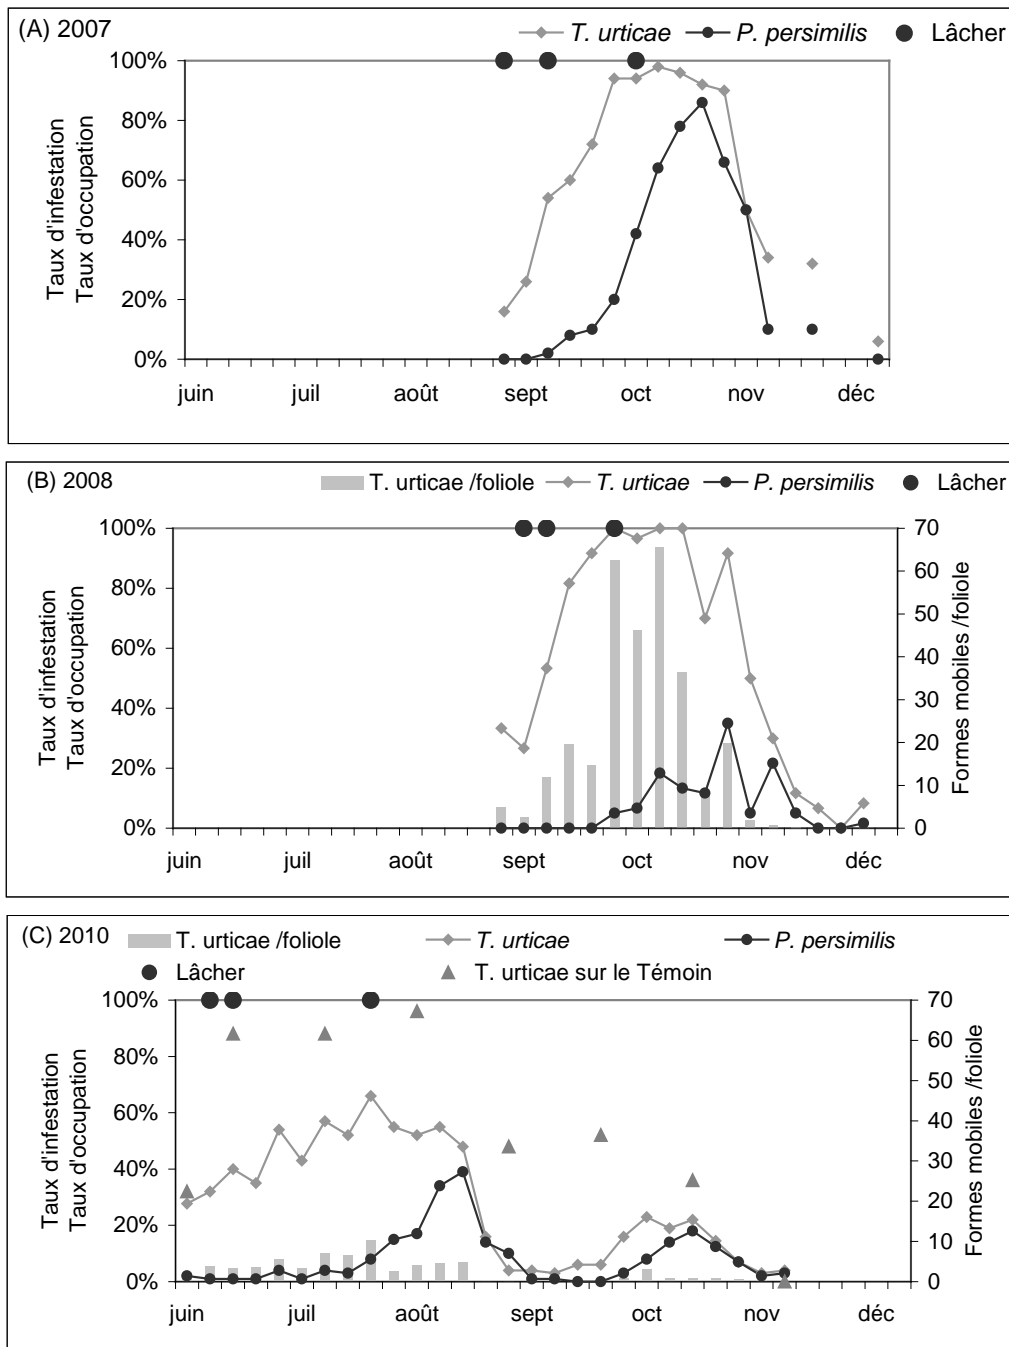 (A) 2007
T. urticae P. persimilis Lâcher
Taux d'infestation
Taux d'occupation
100%
80%
60%
40%
20%
0%
juin juil août sept oct nov déc
(B) 2008
T. urticae /foliole T. urticae P. persimilis Lâcher
Taux d'infestation
Taux d'occupation
100%
80%
60%
40%
20%
0%
70
60
50
40
30
20
10
0
Formes mobiles /foliole
juin juil août sept oct nov déc
(C) 2010
T. urticae /foliole T. urticae P. persimilis
Lâcher T. urticae sur le Témoin
Taux d'infestation
Taux d'occupation
100%
80%
60%
40%
20%
0%
70
60
50
40
30
20
10
0
Formes mobiles /foliole
juin juil août sept oct nov déc